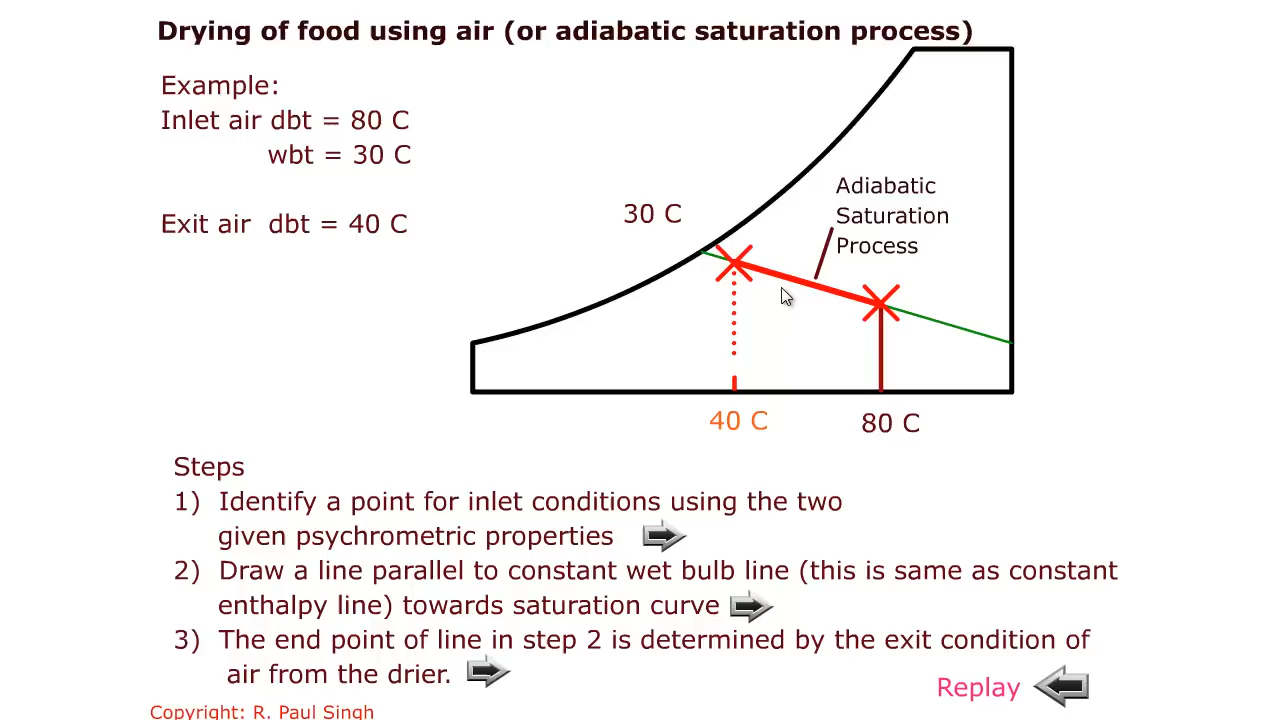 Drying of food using air (or adiabatic saturation process)
Example:
Inlet air dbt = 80 C
wbt = 30 C
Exit air dbt = 40 C
30 C
Adiabatic
Saturation
Process
40 C
80 C
Steps
1) Identify a point for inlet conditions using the two
given psychrometric properties
2) Draw a line parallel to constant wet bulb line (this is same as constant
enthalpy line) towards saturation curve
3) The end point of line in step 2 is determined by the exit condition of
air from the drier.
Replay
Copyright: R. Paul Singh